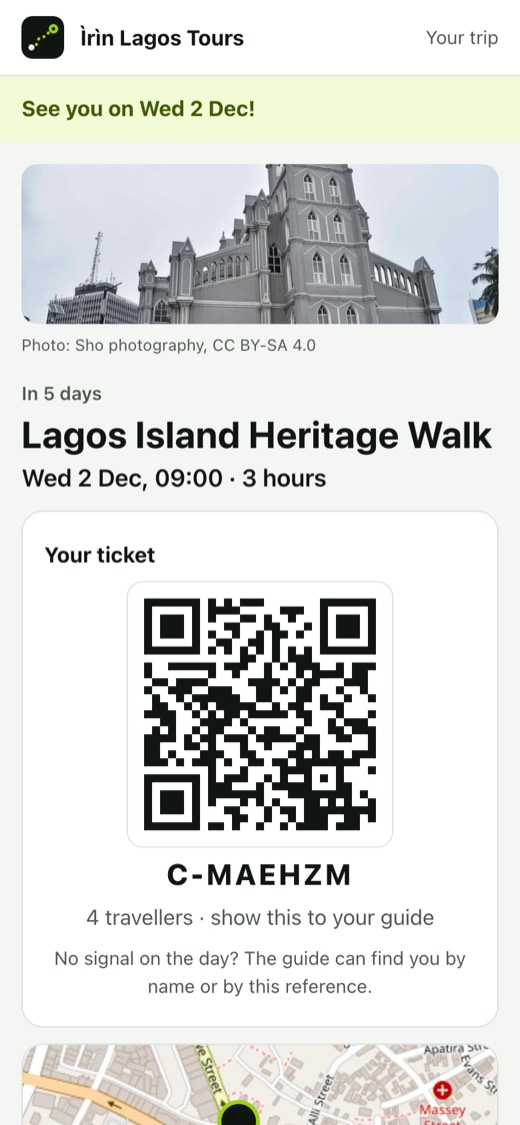 Ìrìn Lagos Tours
Your trip
See you on Wed 2 Dec!
Photo: Sho photography, CC BY-SA 4.0
In 5 days
Lagos Island Heritage Walk
Wed 2 Dec, 09:00 · 3 hours
Your ticket
C-MAEHZM
4 travellers · show this to your guide
No signal on the day? The guide can find you by
name or by this reference.
Apatira
Evans
Street
Alli Street
Massey
Street